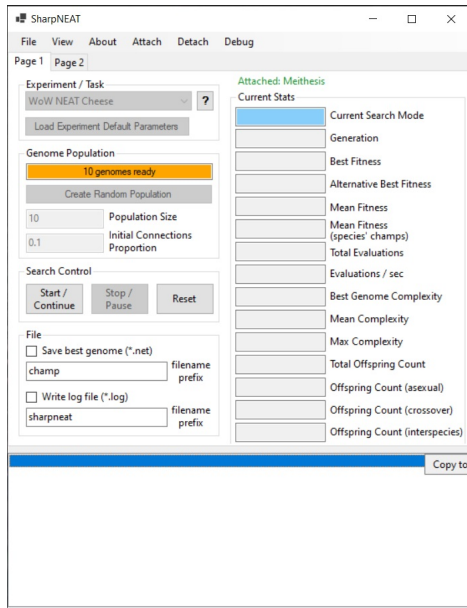 SharpNEAT
File View About Attach Detach Debug
Page 1 Page 2
Experiment / Task
WoW NEAT Cheese
?
Load Experiment Default Parameters
Genome Population
10 genomes ready
Create Random Population
10
Population Size
0.1
Initial Connections
Proportion
Search Control
Start /
Continue
Stop /
Pause
Reset
File
Save best genome (*.net)
champ
filename
prefix
Write log file (*.log)
sharpneat
filename
prefix
Attached: Meithesis
Current Stats
Current Search Mode
Generation
Best Fitness
Alternative Best Fitness
Mean Fitness
Mean Fitness
(species' champs)
Total Evaluations
Evaluations / sec
Best Genome Complexity
Mean Complexity
Max Complexity
Total Offspring Count
Offspring Count (asexual)
Offspring Count (crossover)
Offspring Count (interspecies)
Copy to